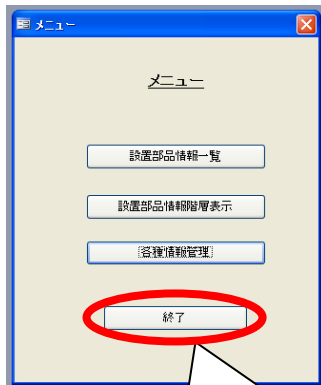 メニュー
メニュー
設置部品情報一覧
設置部品情報階層表示
各種情報管理
終了